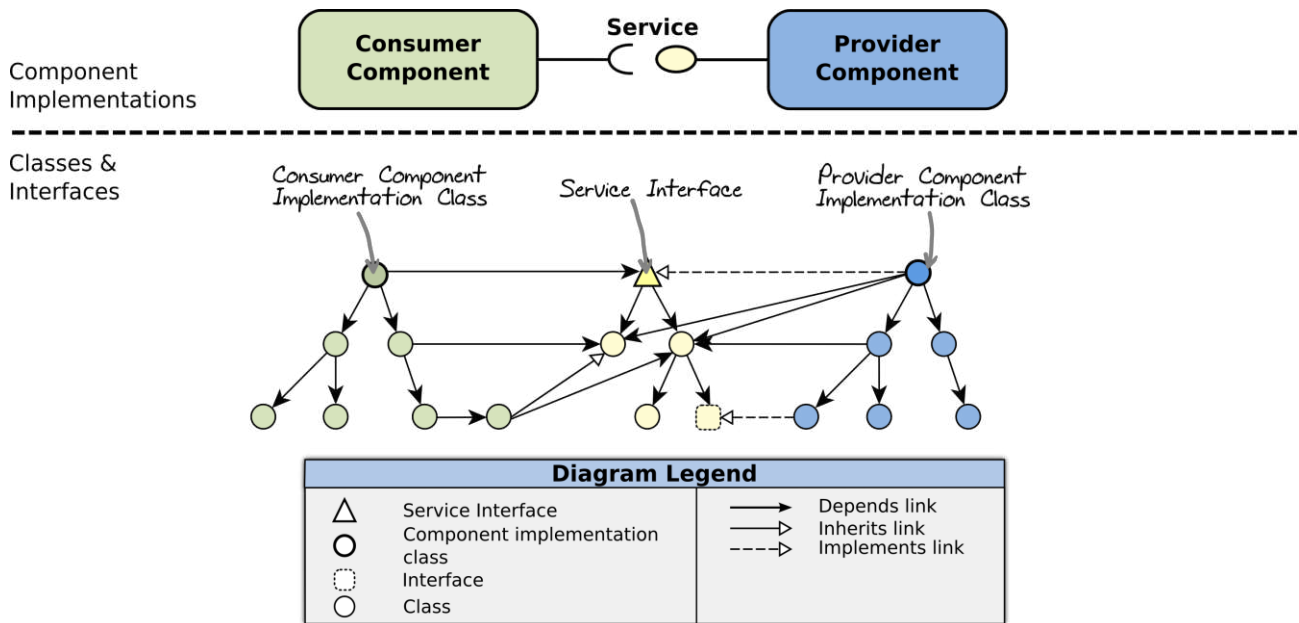 Service
Consumer
Component
Provider
Component
Component
Implementations
Classes &
Interfaces
Consumer Component
Implementation Class
Service Interface
Provider Component
Implementation Class
Diagram Legend
Service Interface
Component implementation
class
Interface
Class
Depends link
Inherits link
Implements link